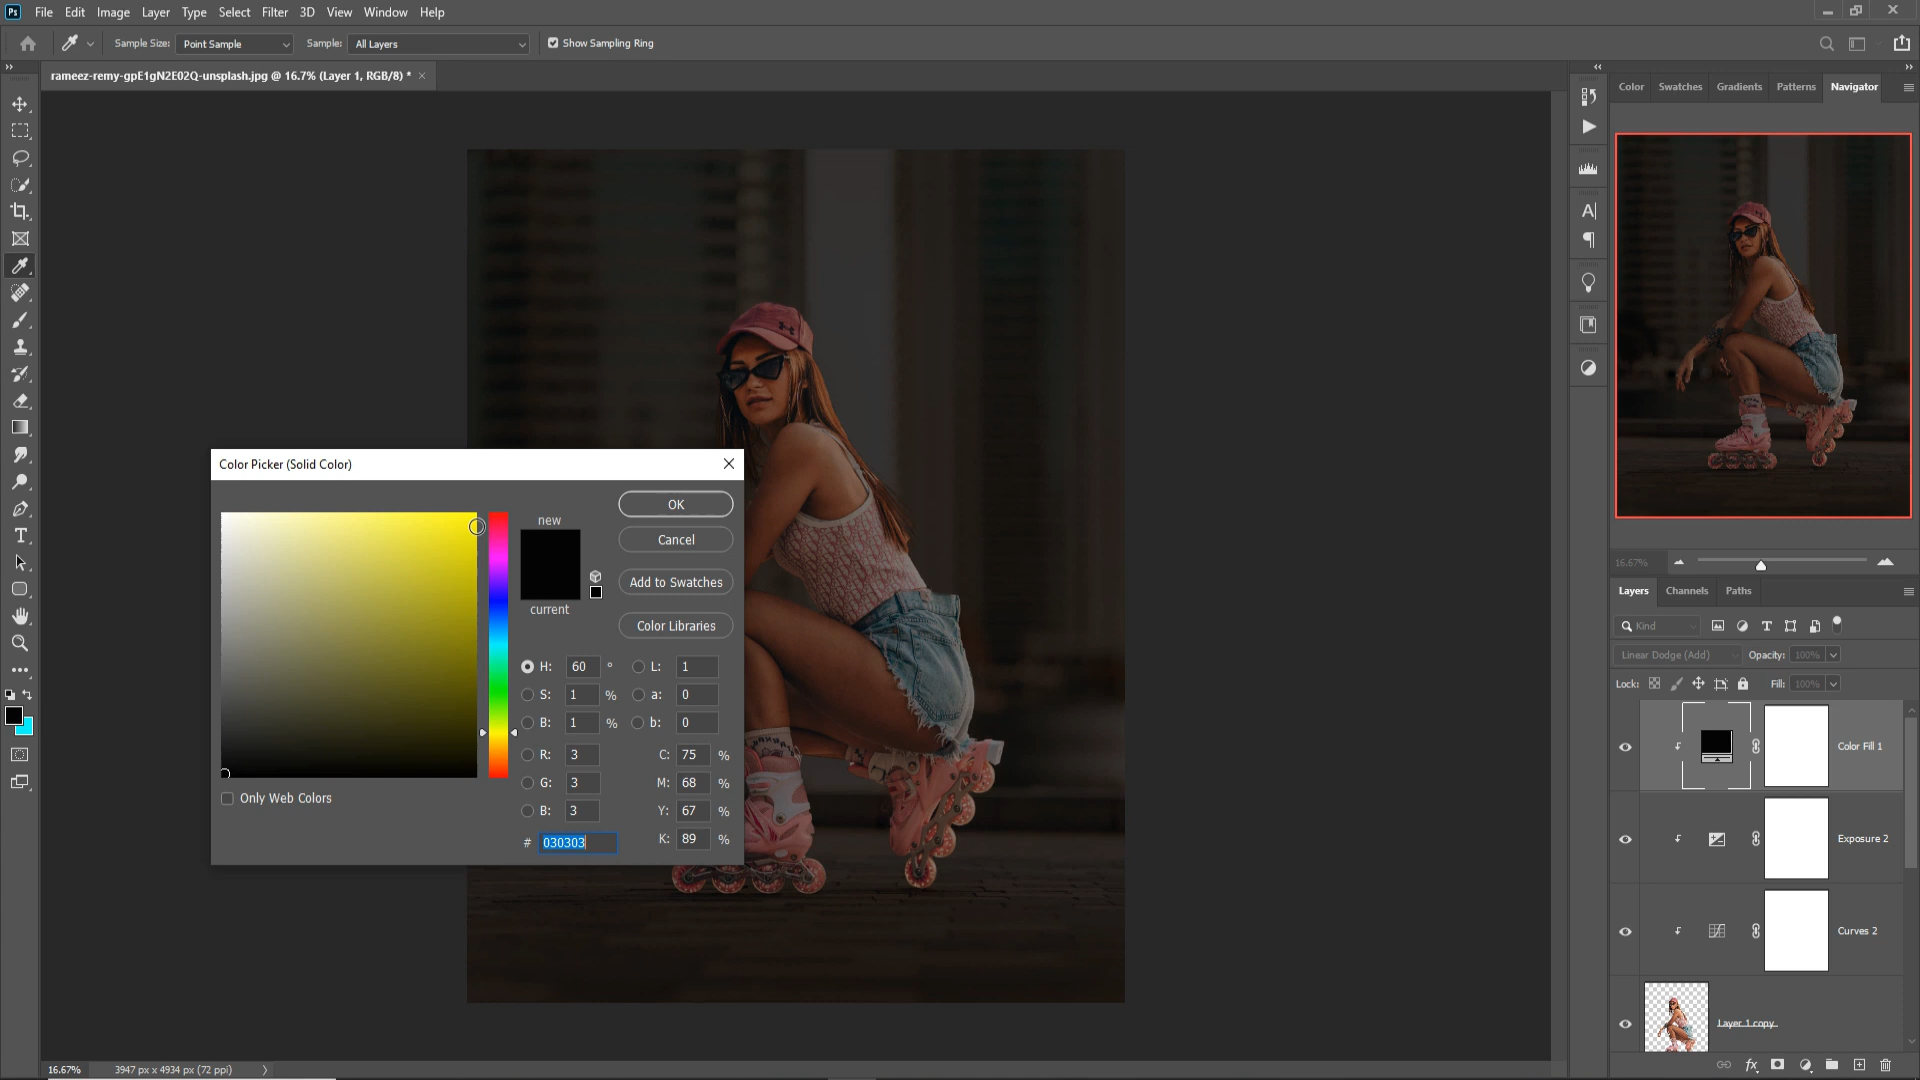 Ps File Edit Image Layer Type Select Filter 3D View Window Help
Sample Size: Point Sample Sample: All Layers Show Sampling Ring
rameez-remy-gpE1gN2E02Q-unsplash.jpg @ 16.7% (Layer 1, RGB/8) * ×
Color Swatches Gradients Patterns Navigator
Color Picker (Solid Color)
new
current
OK
Cancel
Add to Swatches
Color Libraries
H: 60 ° L: 1
S: 1 % a: 0
B: 1 % b: 0
R: 3 C: 75 %
G: 3 M: 68 %
B: 3 Y: 67 %
# 030303 K: 89 %
Only Web Colors
16.67%
Layers Channels Paths
Kind
Linear Dodge (Add) Opacity: 100%
Lock: Fill: 100%
Color Fill 1
Exposure 2
Curves 2
Layer 1 copy
fx
16.67% 3947 px x 4934 px (72 ppi)